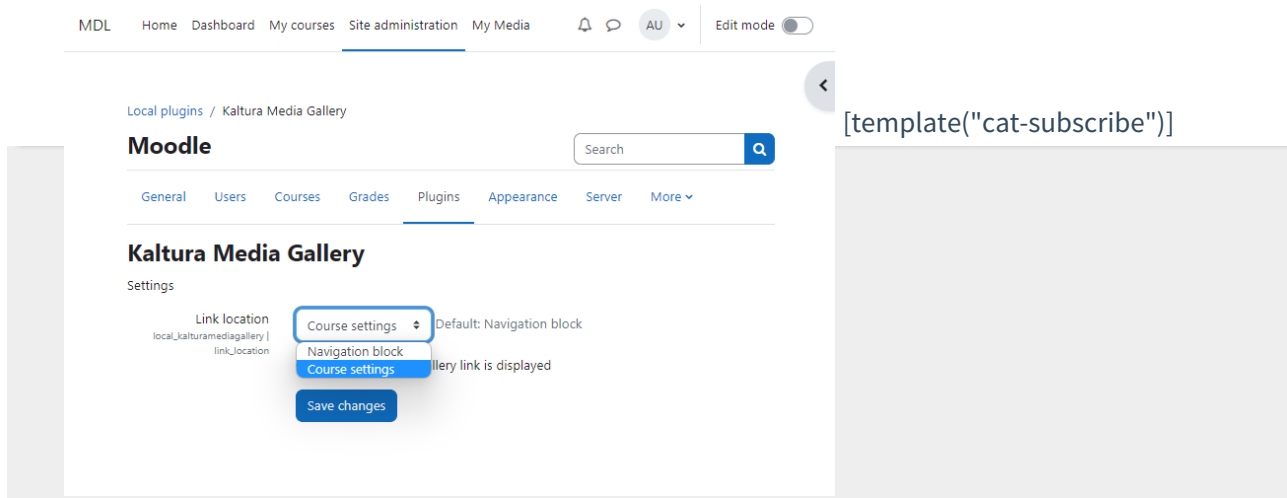 MDL Home Dashboard My courses Site administration My Media AU Edit mode
Local plugins / Kaltura Media Gallery
[template("cat-subscribe")]
Moodle
Search
General Users Courses Grades Plugins Appearance Server More
Kaltura Media Gallery
Settings
Link location Course settings Default: Navigation block
local_kalturamediagallery |
link_location
Navigation block
Course settings llery link is displayed
Save changes